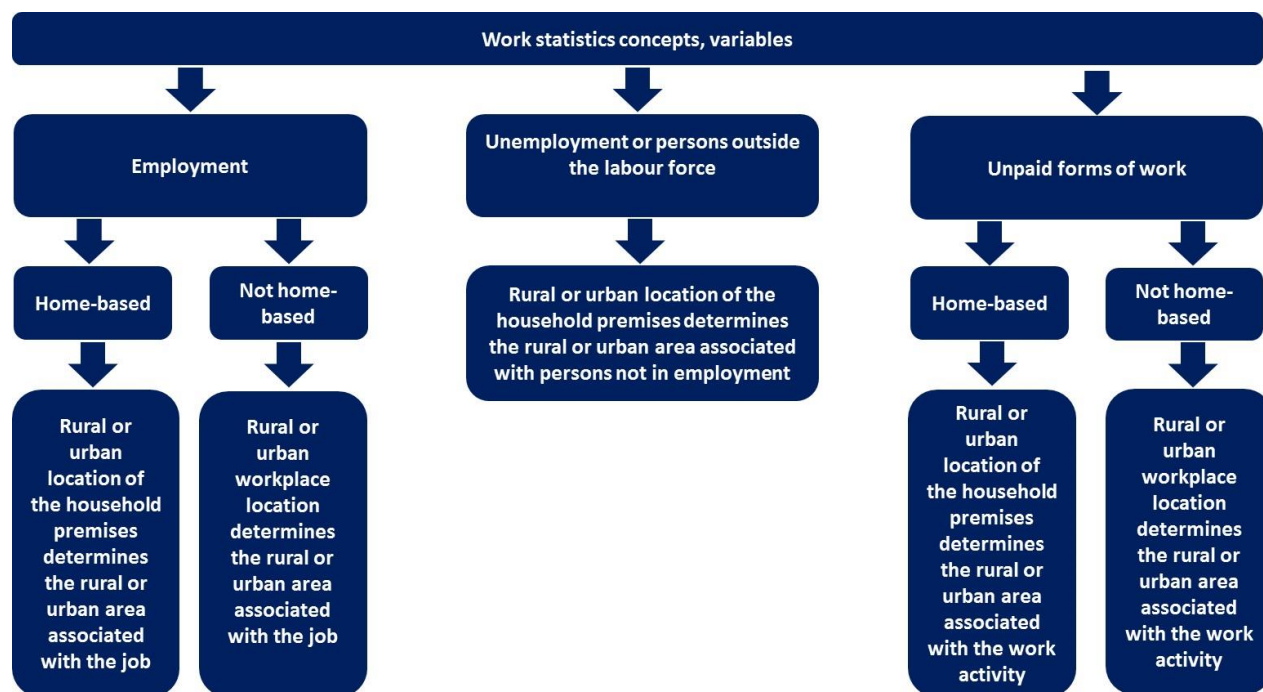 Work statistics concepts, variables
Employment
Unemployment or persons outside
the labour force
Unpaid forms of work
Home-based
Not home-
based
Rural or urban location of the
household premises determines
the rural or urban area associated
with persons not in employment
Home-based
Not home-
based
Rural or
urban
location of
the household
premises
determines
the rural or
urban area
associated
with the job
Rural or
urban
workplace
location
determines
the rural or
urban area
associated
with the job
Rural or
urban
location of
the household
premises
determines
the rural or
urban area
associated
with the work
activity
Rural or
urban
workplace
location
determines
the rural or
urban area
associated
with the work
activity